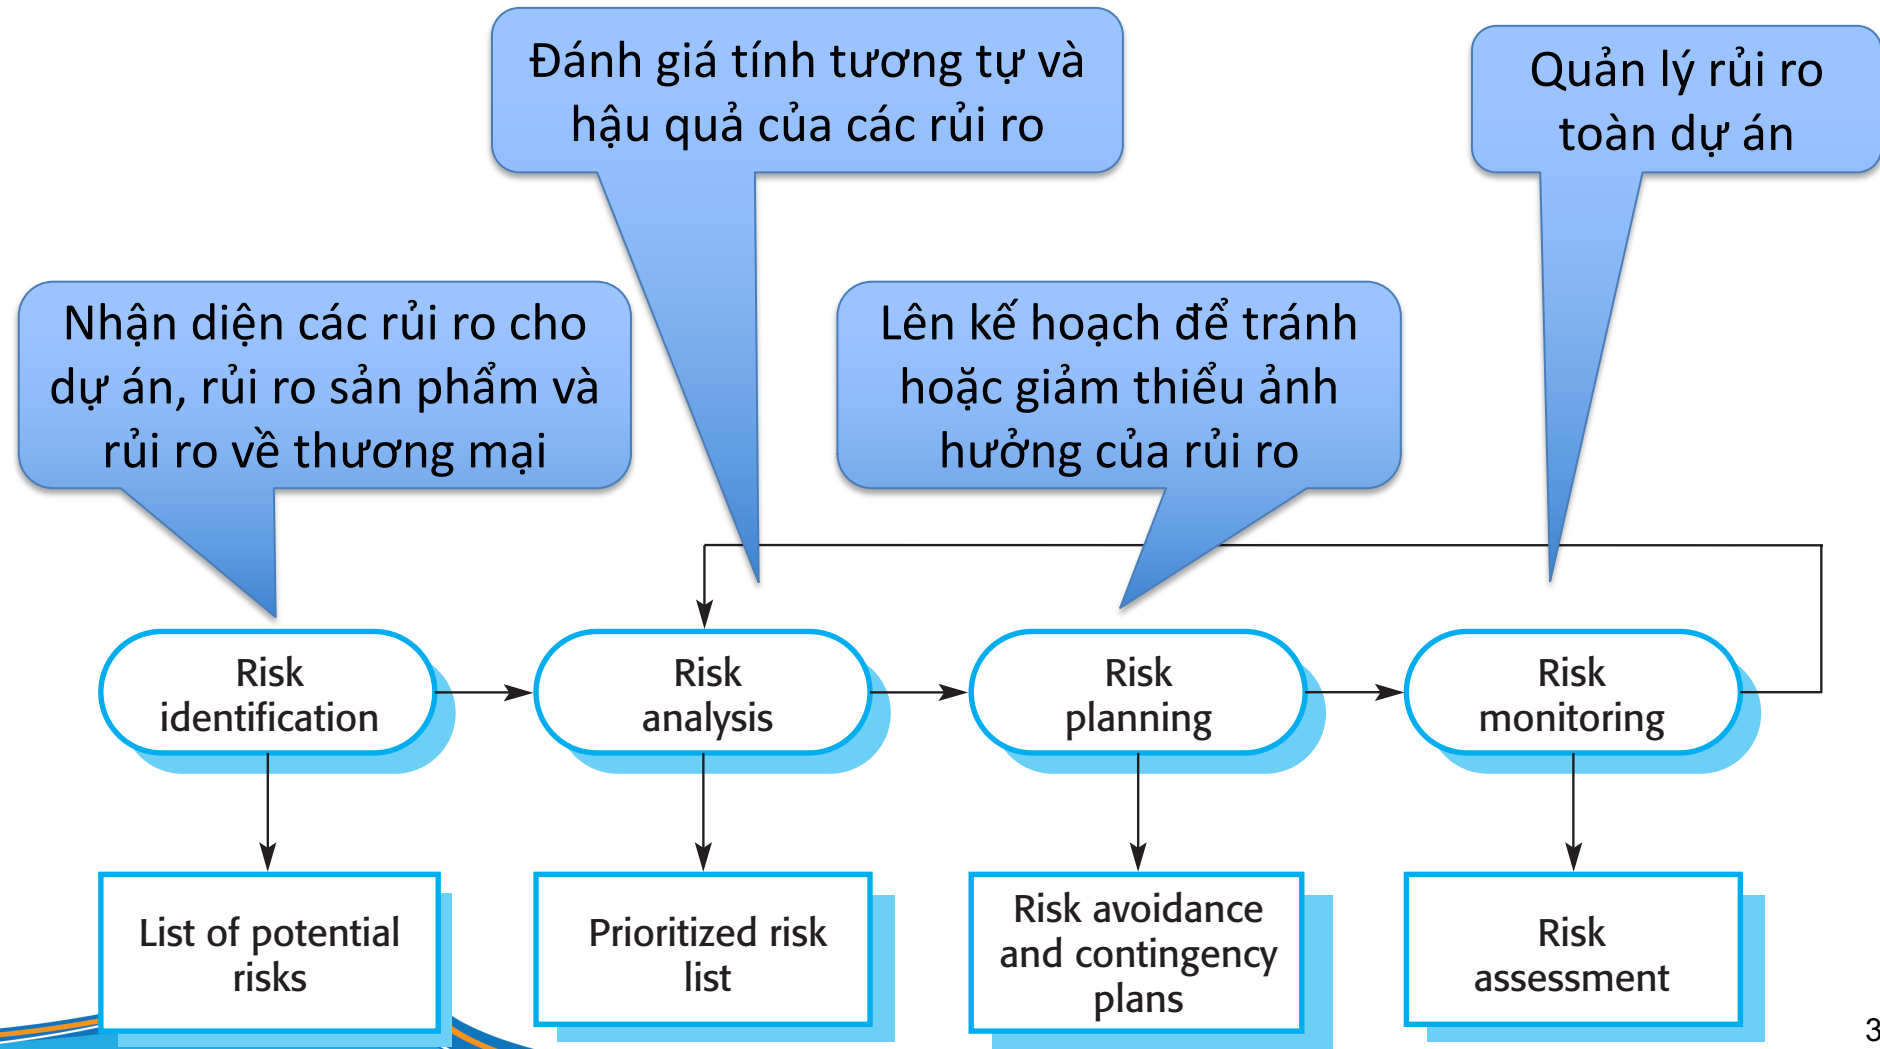 Đánh giá tính tương tự và
hậu quả của các rủi ro
Quản lý rủi ro
toàn dự án
Nhận diện các rủi ro cho
dự án, rủi ro sản phẩm và
rủi ro về thương mại
Lên kế hoạch để tránh
hoặc giảm thiểu ảnh
hưởng của rủi ro
Risk
identification
Risk
analysis
Risk
planning
Risk
monitoring
List of potential
risks
Prioritized risk
list
Risk avoidance
and contingency
plans
Risk
assessment
3